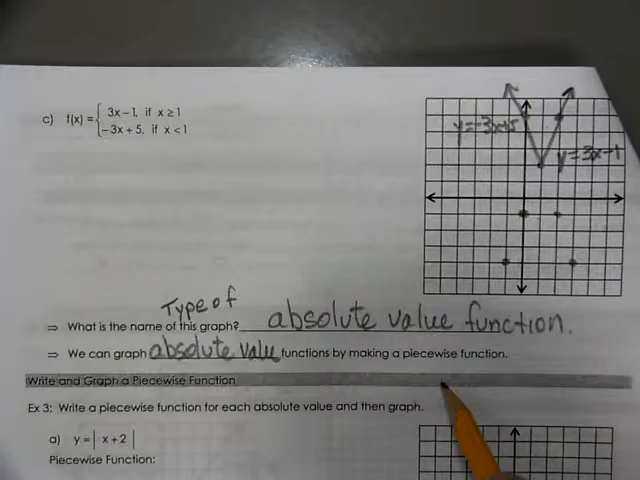 c) f(x) = { 3x – 1, if x ≥ 1
– 3x + 5, if x < 1
y=-3x+5
y=3x-1
Type of
⇒ What is the name of this graph? absolute value function.
⇒ We can graph absolute value functions by making a piecewise function.
Write and Graph a Piecewise Function
Ex 3: Write a piecewise function for each absolute value and then graph.
a) y = | x + 2 |
Piecewise Function: